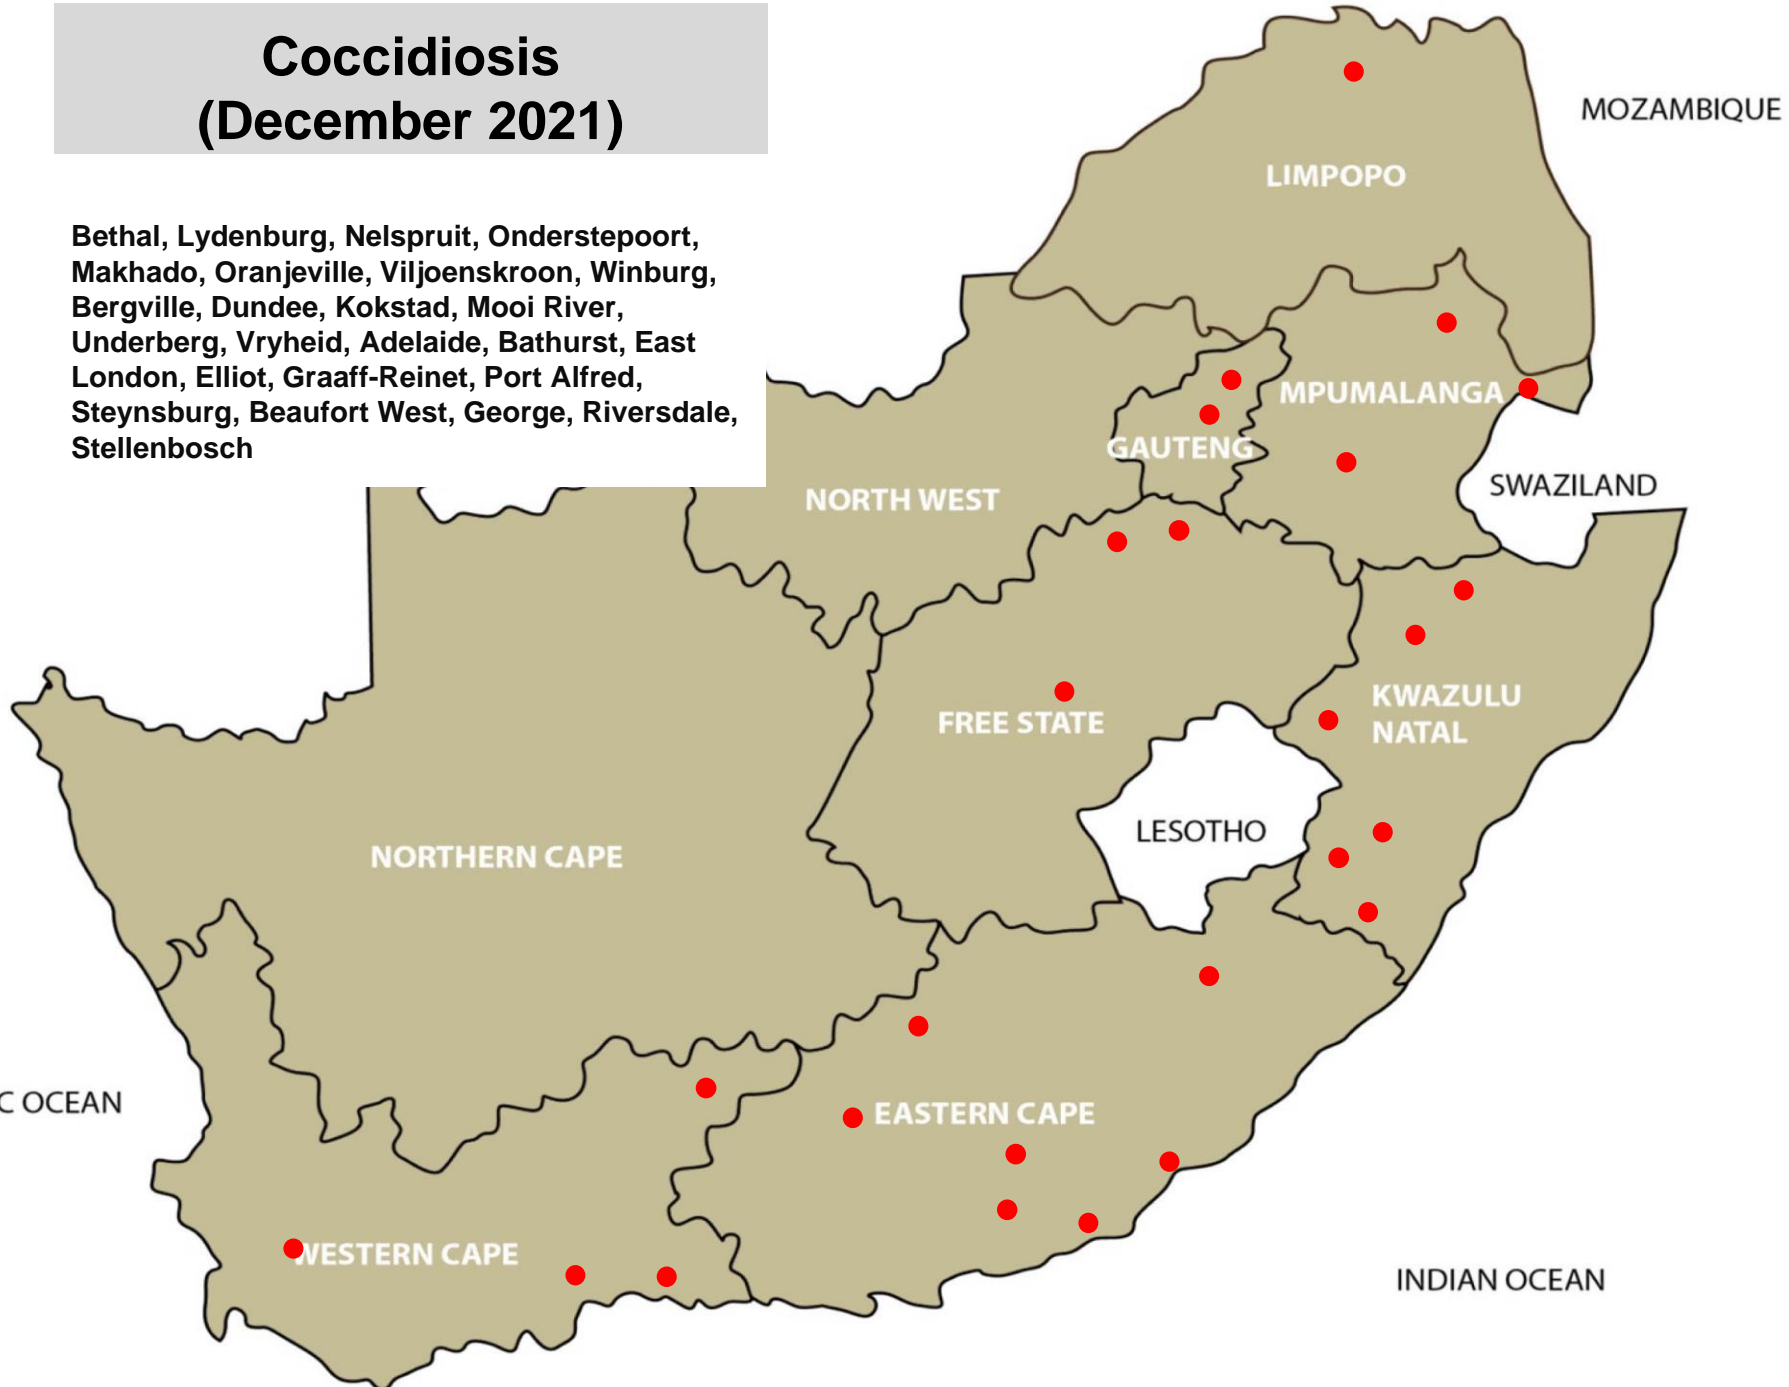 Coccidiosis
(December 2021)
Bethal, Lydenburg, Nelspruit, Onderstepoort,
Makhado, Oranjeville, Viljoenskroon, Winburg,
Bergville, Dundee, Kokstad, Mooi River,
Underberg, Vryheid, Adelaide, Bathurst, East
London, Elliot, Graaff-Reinet, Port Alfred,
Steynsburg, Beaufort West, George, Riversdale,
Stellenbosch
MOZAMBIQUE
LIMPOPO
MPUMALANGA
GAUTENG
SWAZILAND
NORTH WEST
KWAZULU
NATAL
FREE STATE
LESOTHO
NORTHERN CAPE
C OCEAN
EASTERN CAPE
WESTERN CAPE
INDIAN OCEAN